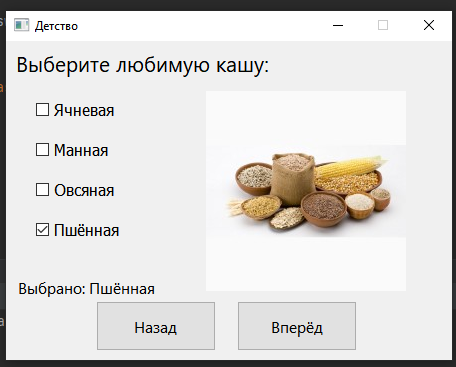 Детство
Выберите любимую кашу:
Ячневая
Манная
Овсяная
Пшённая
Выбрано: Пшённая
Назад
Вперёд